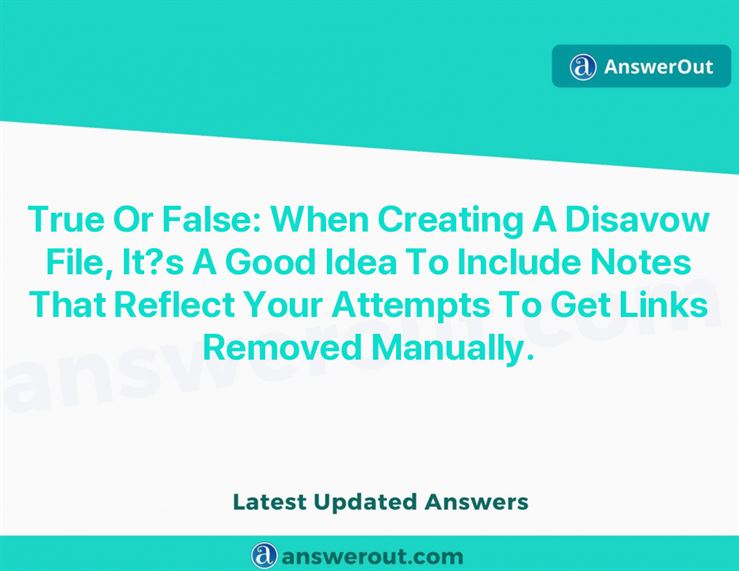 AnswerOut
True Or False: When Creating A Disavow
File, It?s A Good Idea To Include Notes
That Reflect Your Attempts To Get Links
Removed Manually.
answerout.com
Latest Updated Answers
answerout.com